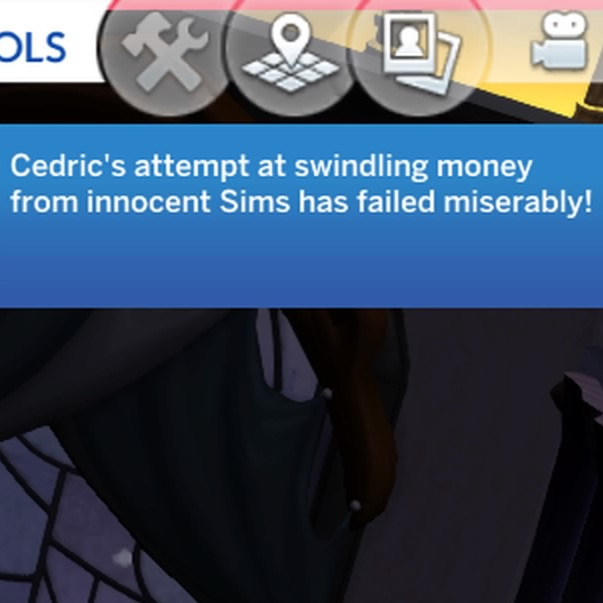 OLS
Cedric's attempt at swindling money
from innocent Sims has failed miserably!